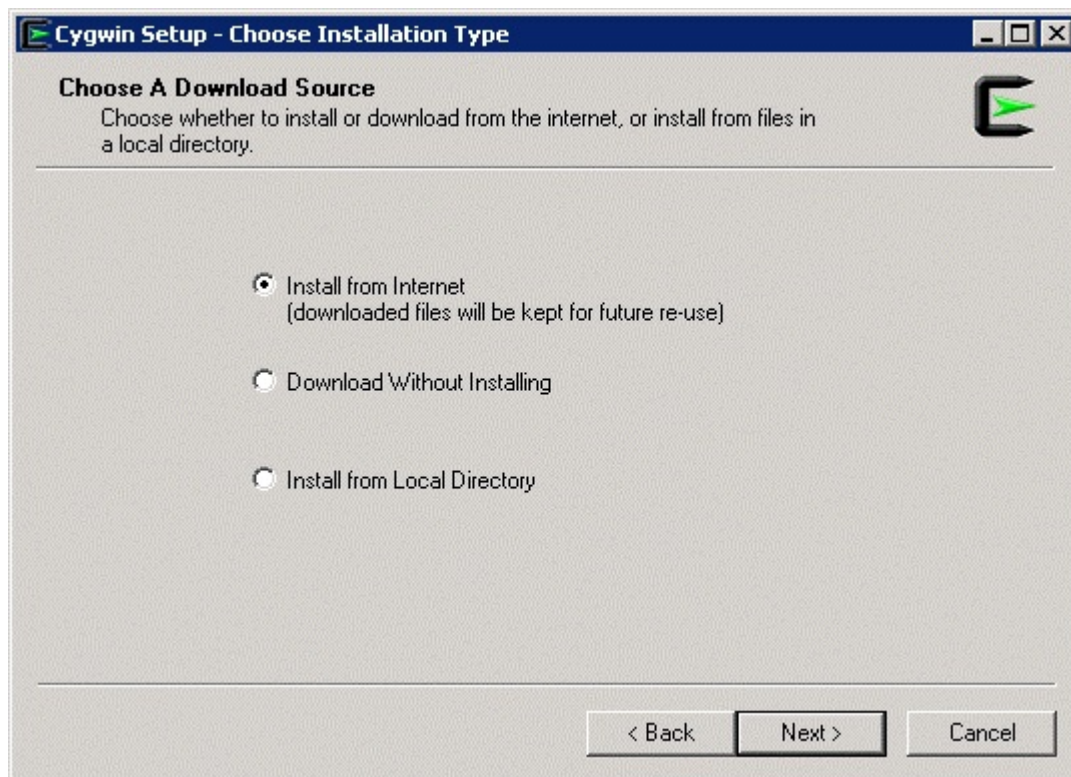 Cygwin Setup - Choose Installation Type
Choose A Download Source
Choose whether to install or download from the internet, or install from files in
a local directory.
Install from Internet
(downloaded files will be kept for future re-use)
Download Without Installing
Install from Local Directory
< Back
Next >
Cancel